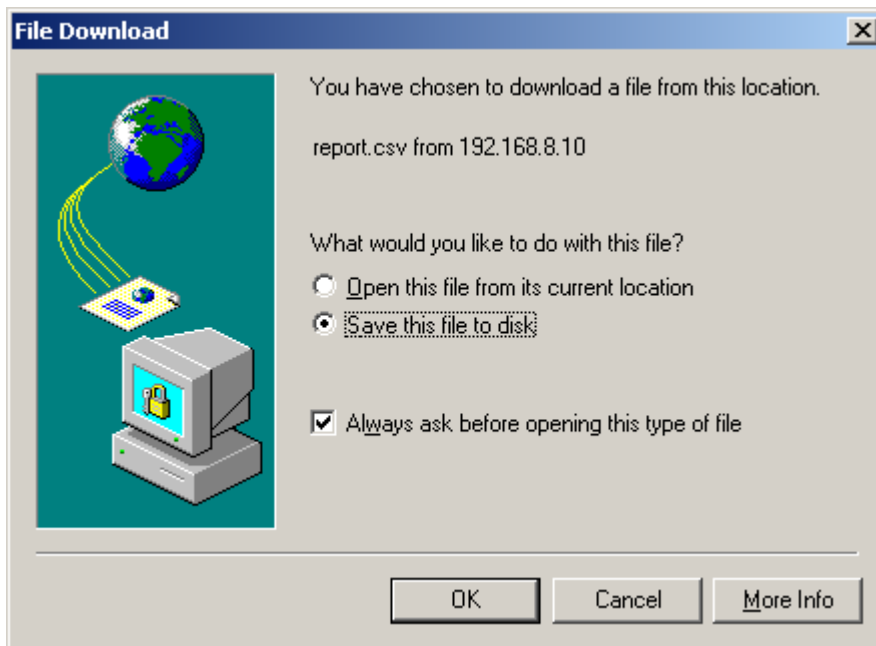 File Download
You have chosen to download a file from this location.
report.csv from 192.168.8.10
What would you like to do with this file?
Open this file from its current location
Save this file to disk
Always ask before opening this type of file
OK
Cancel
More Info